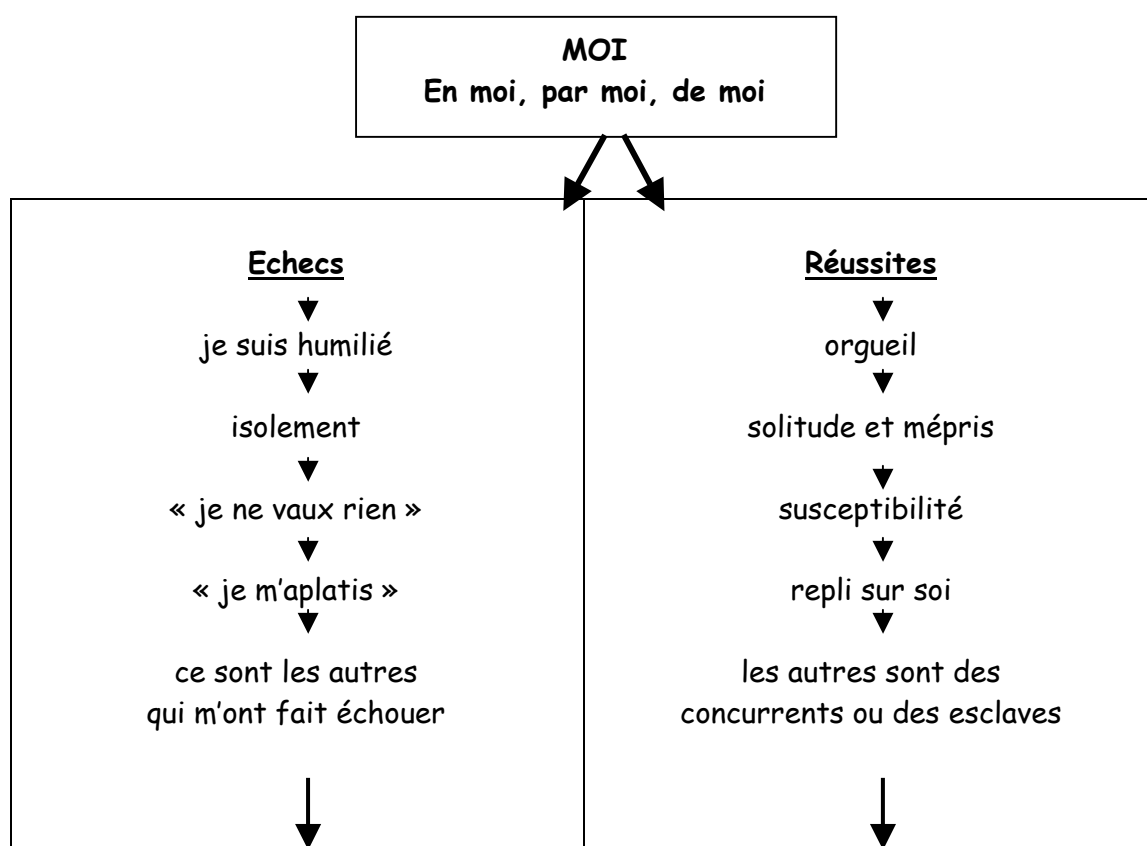 MOI
En moi, par moi, de moi
Echecs
je suis humilié
isolement
« je ne vaux rien »
« je m'aplatis »
ce sont les autres
qui m'ont fait échouer
Réussites
orgueil
solitude et mépris
susceptibilité
repli sur soi
les autres sont des
concurrents ou des esclaves